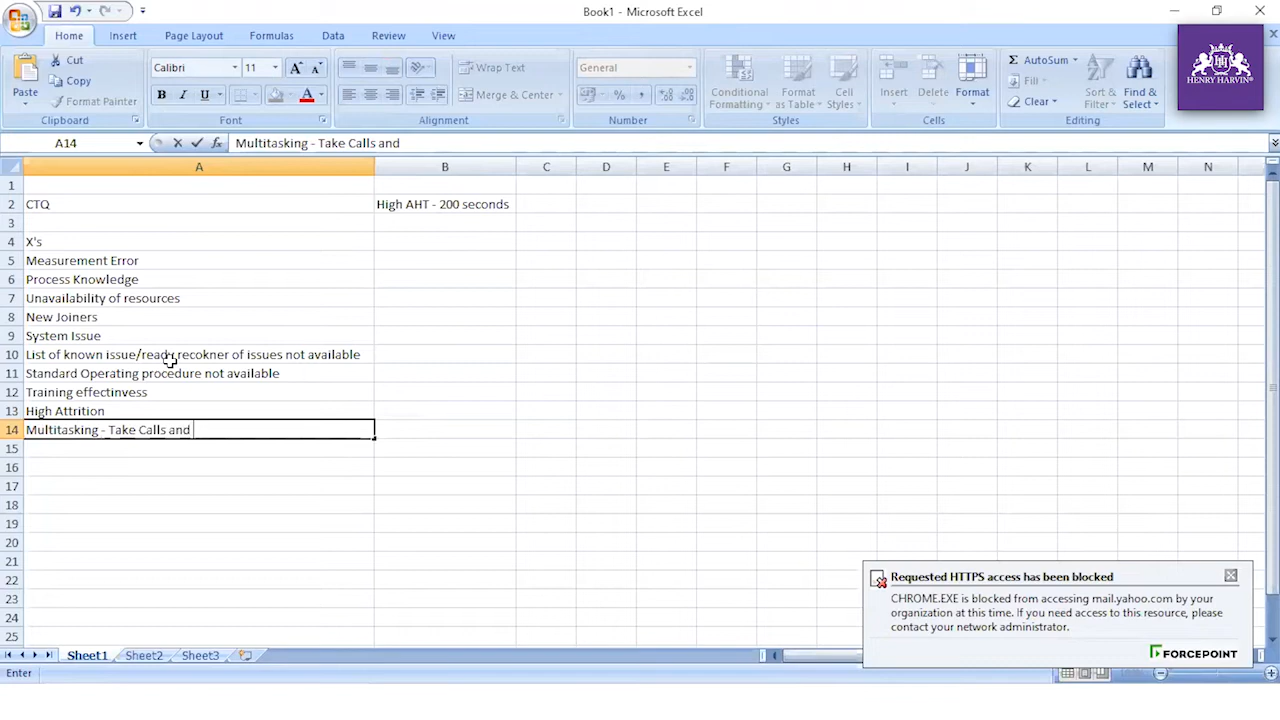 Book1 - Microsoft Excel
Home Insert Page Layout Formulas Data Review View
HENRY HARVIN®
Paste
Cut
Copy
Format Painter
Clipboard
Calibri 11
B I U
Font
Wrap Text
Merge & Center
Alignment
General
Number
Conditional Formatting
Format as Table
Cell Styles
Styles
Insert Delete Format
Cells
AutoSum
Fill
Clear
Sort & Filter
Find & Select
Editing
A14 fx Multitasking - Take Calls and
A B C D E F G H I J K L M N
1
2 CTQ High AHT - 200 seconds
3
4 X's
5 Measurement Error
6 Process Knowledge
7 Unavailability of resources
8 New Joiners
9 System Issue
10 List of known issue/ready recokner of issues not available
11 Standard Operating procedure not available
12 Training effectinvess
13 High Attrition
14 Multitasking - Take Calls and
15
16
17
18
19
20
21
22
23
24
25
Requested HTTPS access has been blocked
CHROME.EXE is blocked from accessing mail.yahoo.com by your
organization at this time. If you need access to this resource, please
contact your network administrator.
FORCEPOINT
Sheet1 Sheet2 Sheet3
Enter